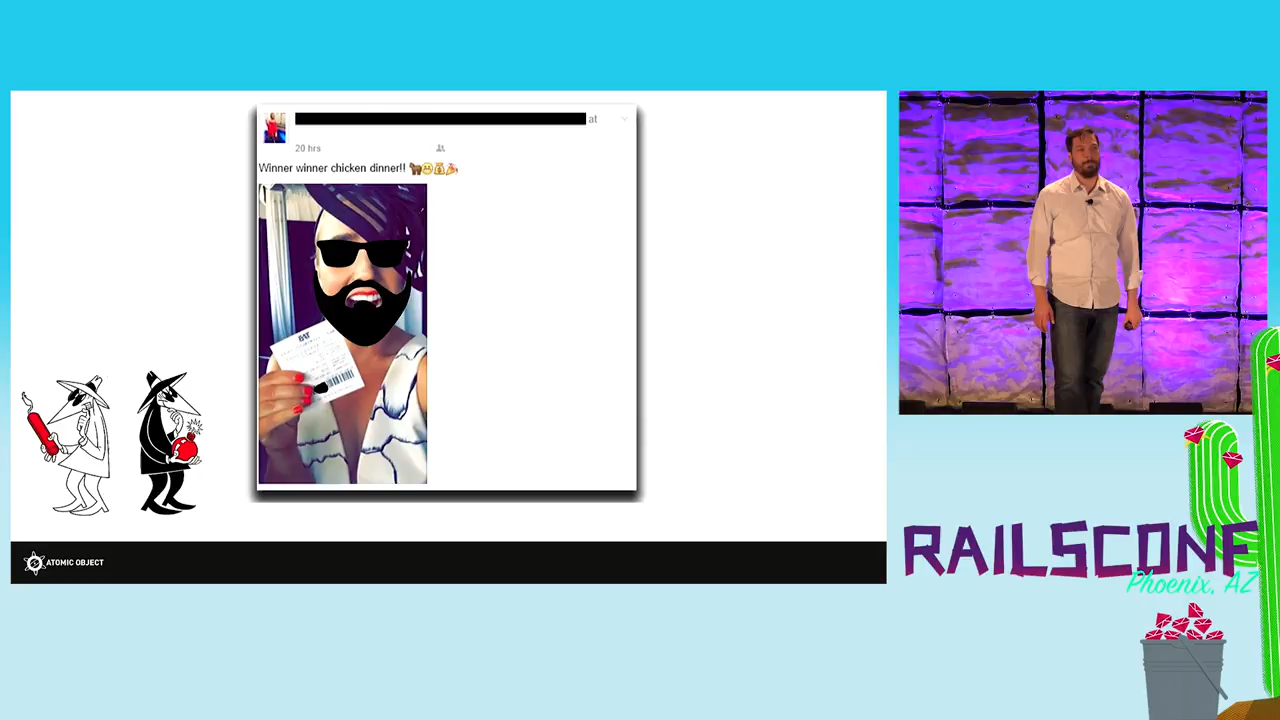 at
20 hrs
Winner winner chicken dinner!!
ATOMIC OBJECT
RAILSCONF
Phoenix, AZ